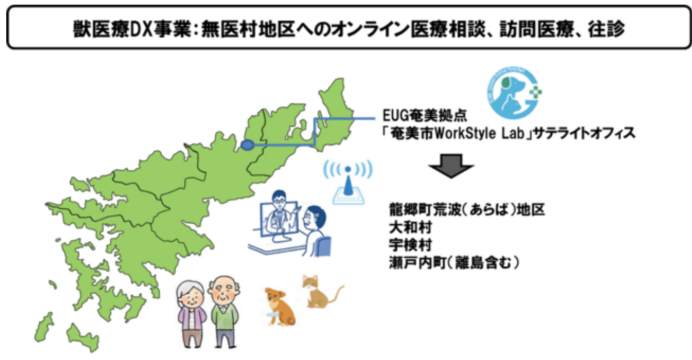 獣医療DX事業：無医村地区へのオンライン医療相談、訪問医療、往診
EUG奄美拠点
「奄美市WorkStyle Lab」サテライトオフィス
龍郷町荒波（あらば）地区
大和村
宇検村
瀬戸内町（離島含む）